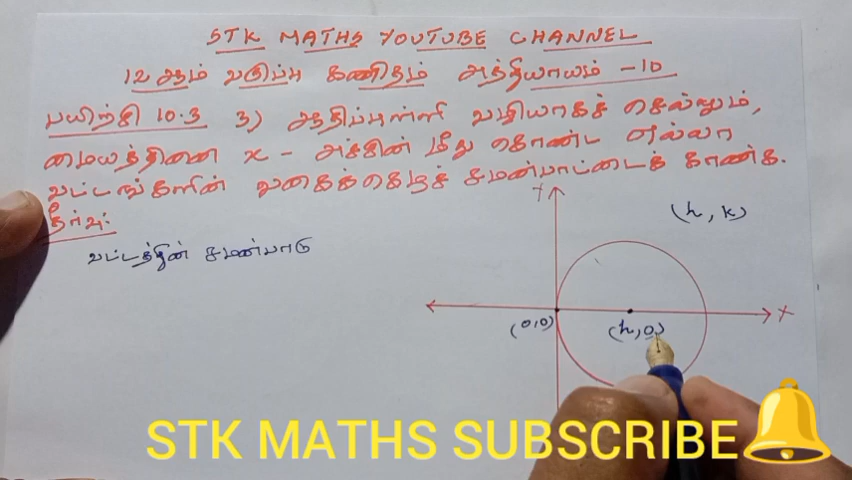 STK MATHS YOUTUBE CHANNEL
12 ஆம் வகுப்பு கணிதம் அத்தியாயம் - 10
பயிற்சி 10.3 3) ஆதிப்புள்ளி வழியாகச் செல்லும்,
மையத்தினை x - அச்சின் மீது கொண்ட எல்லா
வட்டங்களின் வகைக்கெழுச் சமன்பாட்டைக் காண்க.
தீர்வு:
வட்டத்தின் சமன்பாடு
Y
(h, k)
X
(0,0)
(h,0)
STK MATHS SUBSCRIBE